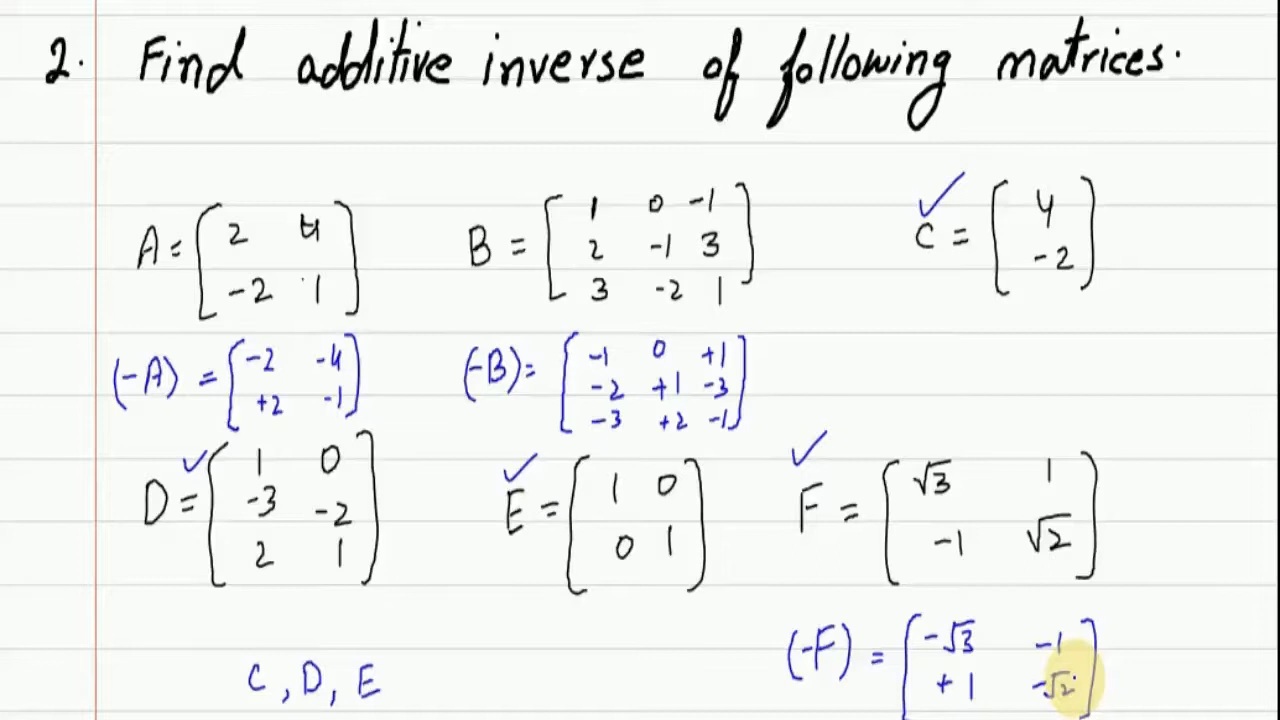 2. Find additive inverse of following matrices.
A = [ 2 4
-2 1 ]
B = [ 1 0 -1
2 -1 3
3 -2 1 ]
✓ C = [ 4
-2 ]
(-A) = [ -2 -4
+2 -1 ]
(-B) = [ -1 0 +1
-2 +1 -3
-3 +2 -1 ]
D ✓ = [ 1 0
-3 -2
2 1 ]
✓ E = [ 1 0
0 1 ]
✓ F = [ √3 1
-1 √2 ]
C, D, E
(-F) = [ -√3 -1
+1 -√2 ]